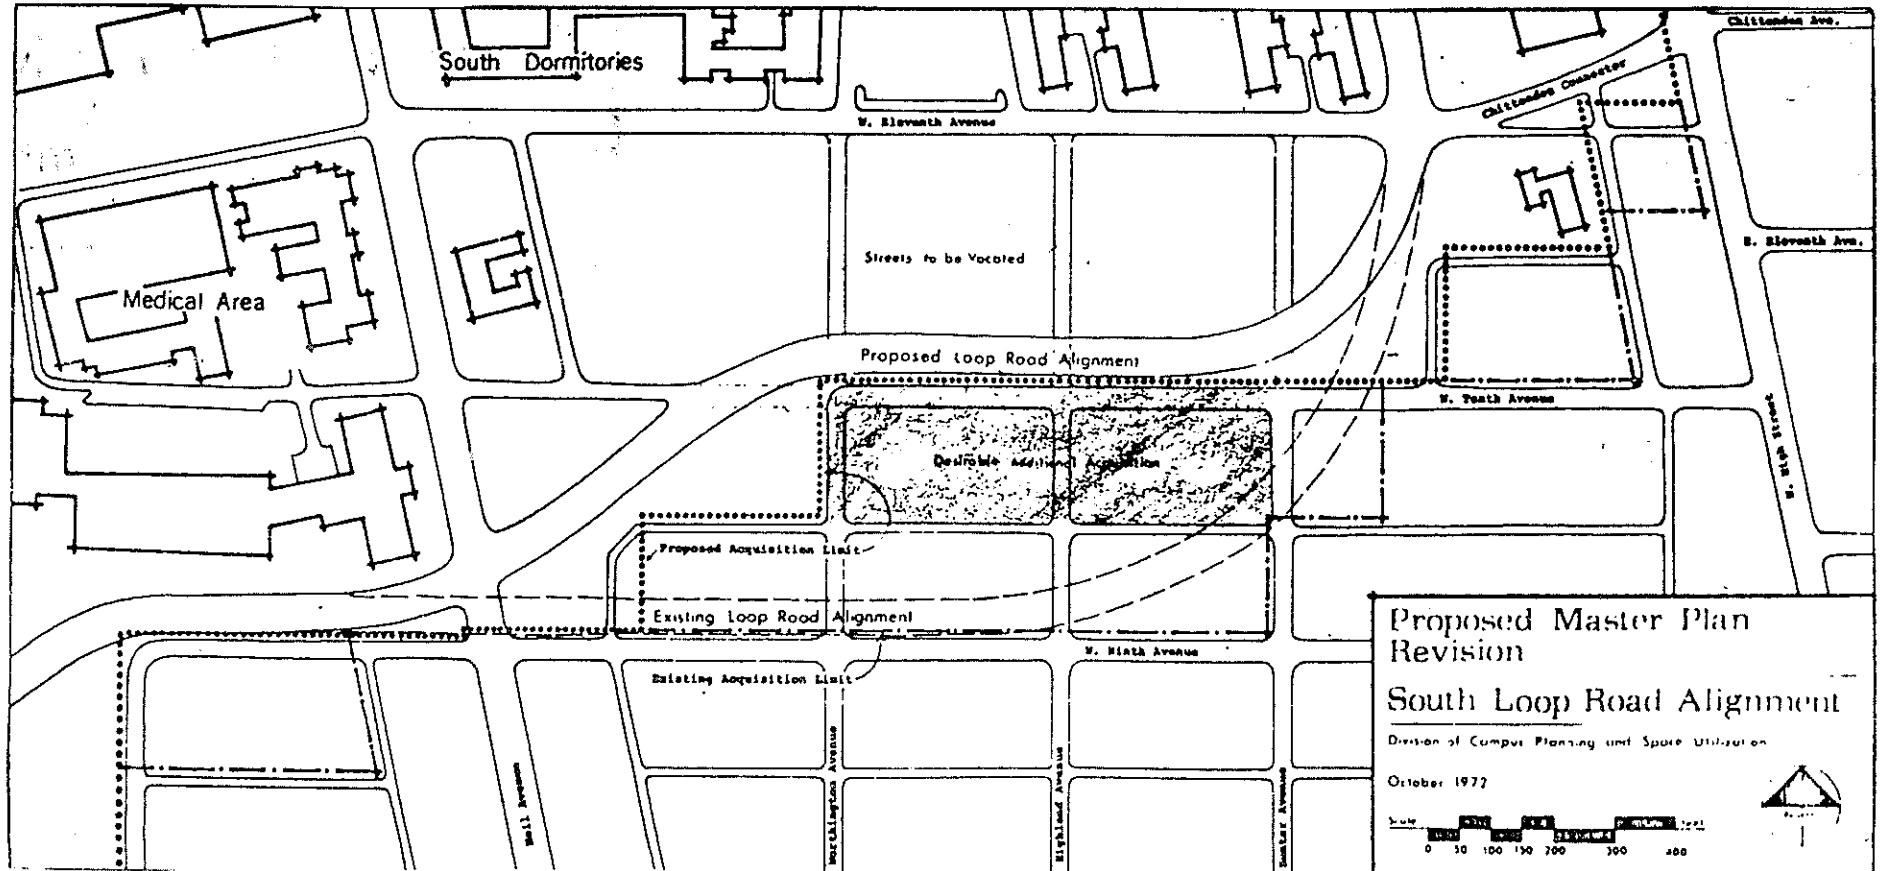 Chittenden Ave.
South Dormitories
Chittenden Connector
W. Eleventh Avenue
E. Eleventh Ave.
Streets to be Vacated
Medical Area
Proposed Loop Road Alignment
W. Tenth Avenue
N. High Street
Desirable Additional Acquisition
Proposed Acquisition Limit
Existing Loop Road Alignment
W. Ninth Avenue
Existing Acquisition Limit
Neil Avenue
Worthington Avenue
Highland Avenue
Hunter Avenue
Proposed Master Plan
Revision
South Loop Road Alignment
Division of Campus Planning and Space Utilization
October 1972
Scale
feet
0 50 100 150 200 300 400